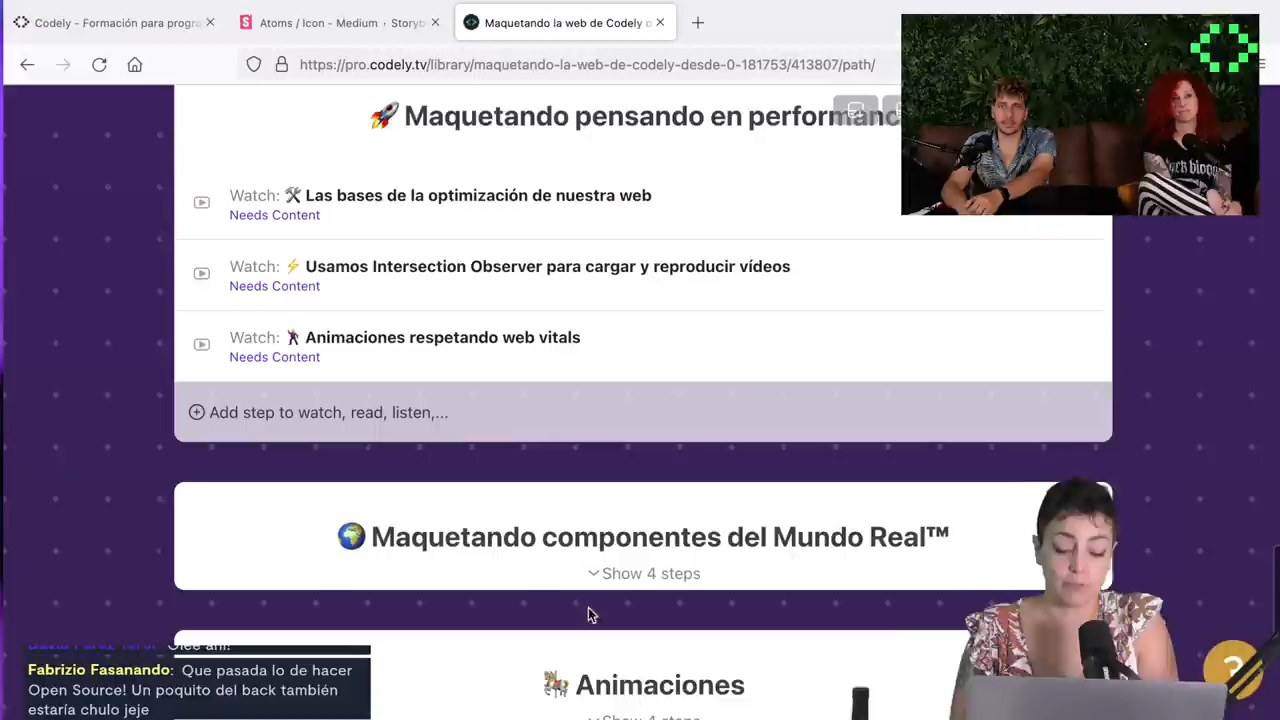 Codely - Formación para progra
Atoms / Icon - Medium · Storyb
Maquetando la web de Codely d
https://pro.codely.tv/library/maquetando-la-web-de-codely-desde-0-181753/413807/path/
🚀 Maquetando pensando en performanc
Watch: 🛠 Las bases de la optimización de nuestra web
Needs Content
Watch: ⚡ Usamos Intersection Observer para cargar y reproducir vídeos
Needs Content
Watch: 🕺 Animaciones respetando web vitals
Needs Content
Add step to watch, read, listen,...
🌍 Maquetando componentes del Mundo Real™
Show 4 steps
🎠 Animaciones
Show 4 steps
Fabrizio Fasanando: Que pasada lo de hacer
Open Source! Un poquito del back también
estaría chulo jeje
?